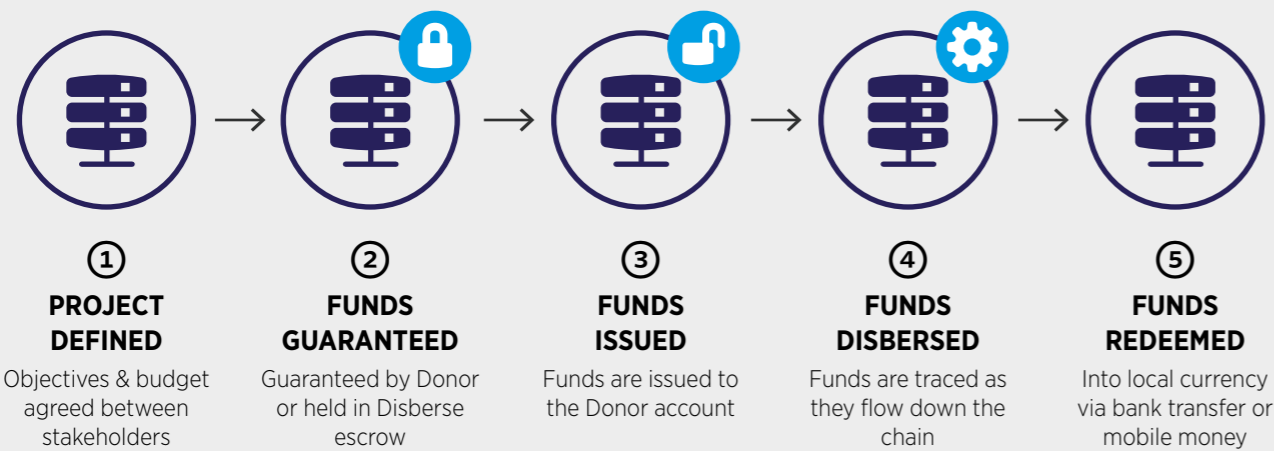 1
PROJECT
DEFINED
Objectives & budget
agreed between
stakeholders
2
FUNDS
GUARANTEED
Guaranteed by Donor
or held in Disberse
escrow
3
FUNDS
ISSUED
Funds are issued to
the Donor account
4
FUNDS
DISBERSED
Funds are traced as
they flow down the
chain
5
FUNDS
REDEEMED
Into local currency
via bank transfer or
mobile money